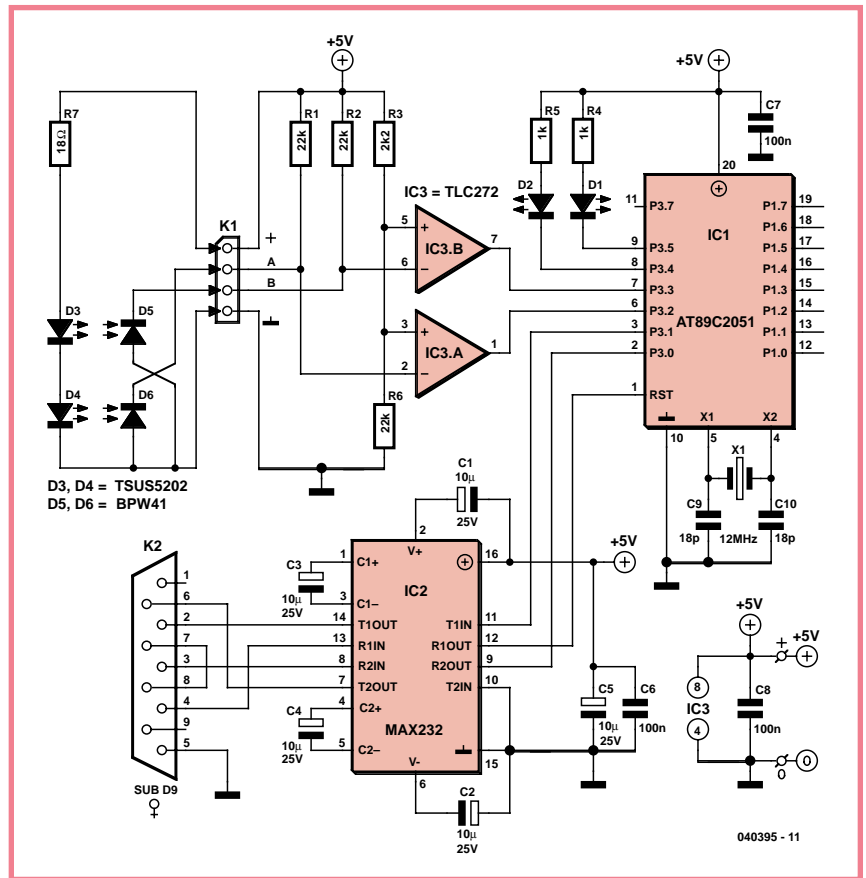 +5V
R7
18Ω
R1
22k
R2
22k
R3
2k2
IC3 = TLC272
K1
+
A
B
5
+
6
–
IC3.B
7
3
+
2
–
IC3.A
1
R6
22k
D3
D5
D4
D6
D3, D4 = TSUS5202
D5, D6 = BPW41
+5V
R5
1k
R4
1k
D2
D1
C7
100n
20
IC1
AT89C2051
11 P3.7
9 P3.5
8 P3.4
7 P3.3
6 P3.2
3 P3.1
2 P3.0
1 RST
P1.7 19
P1.6 18
P1.5 17
P1.4 16
P1.3 15
P1.2 14
P1.1 13
P1.0 12
X1
X2
10
5
4
X1
C9
C10
18p
12MHz
18p
K2
1
6
2
7
3
8
4
9
5
SUB D9
C1
10µ
25V
2
V+
C3
10µ
25V
1 C1+
3 C1–
14 T1OUT
13 R1IN
8 R2IN
7 T2OUT
4 C2+
5 C2–
C4
10µ
25V
IC2
MAX232
16
T1IN 11
R1OUT 12
R2OUT 9
T2IN 10
15
V-
6
C2
10µ
25V
+5V
C5
10µ
25V
C6
100n
+5V
+
+5V
8
IC3
4
C8
100n
0
0
040395 - 11